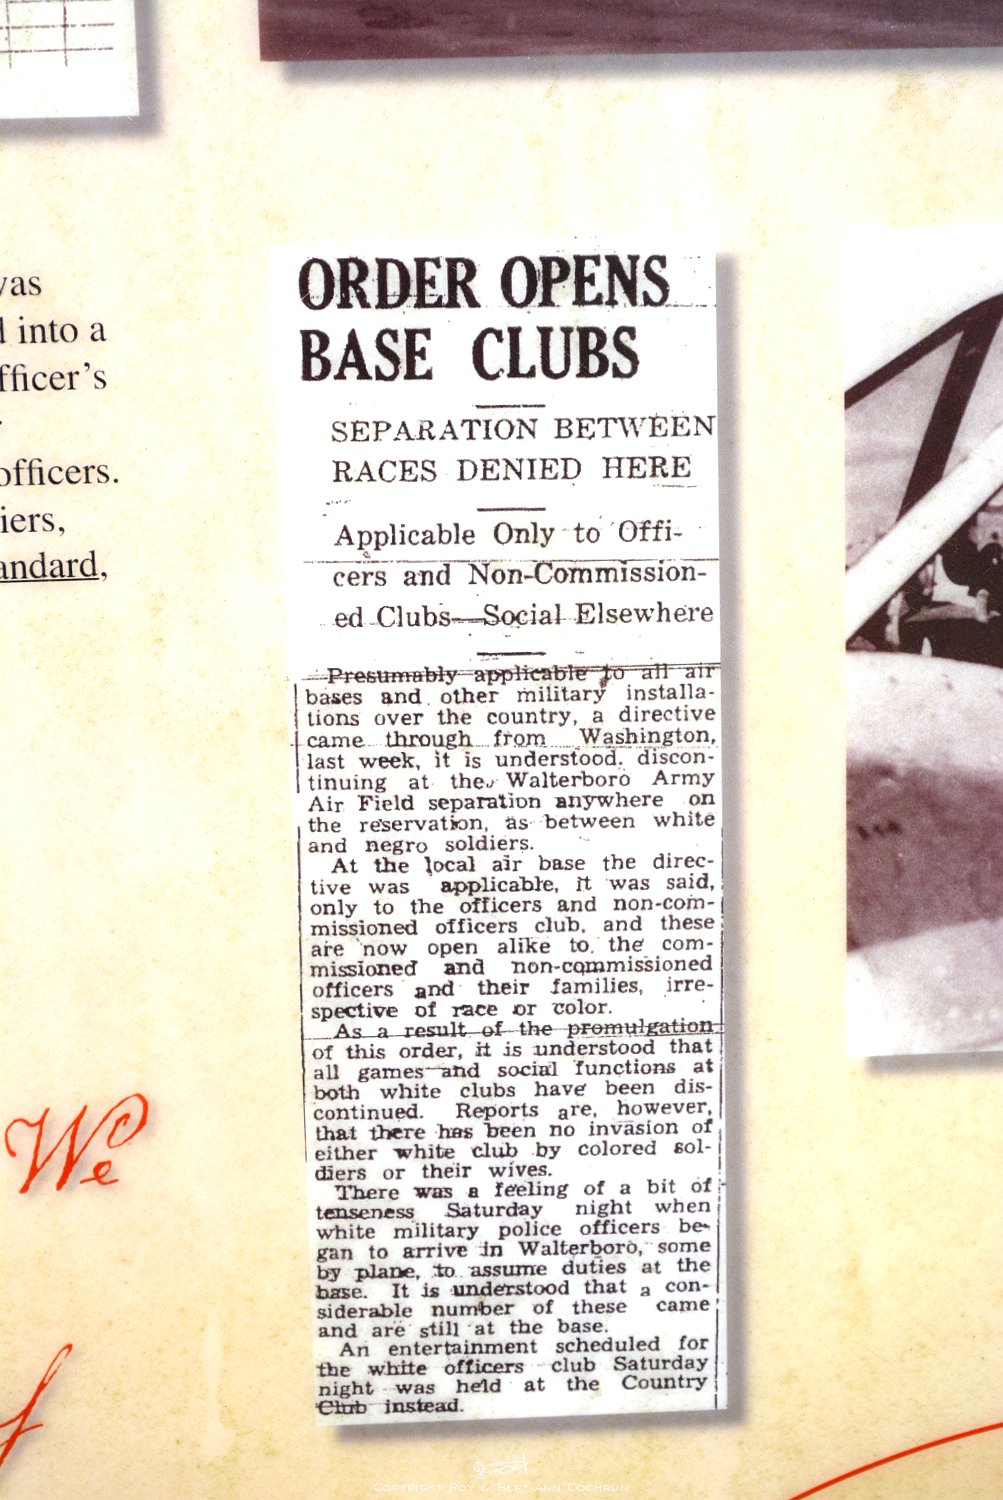 was
d into a
fficer's
officers.
iers,
andard,
We
f
ORDER OPENS
BASE CLUBS
SEPARATION BETWEEN
RACES DENIED HERE
Applicable Only to Offi-
cers and Non-Commission-
ed Clubs—Social Elsewhere
Presumably applicable to all air
bases and other military installa-
tions over the country, a directive
came through from Washington,
last week, it is understood, discon-
tinuing at the Walterboro Army
Air Field separation anywhere on
the reservation, as between white
and negro soldiers.
At the local air base the direc-
tive was applicable, it was said,
only to the officers and non-com-
missioned officers club, and these
are now open alike to the com-
missioned and non-commissioned
officers and their families, irre-
spective of race or color.
As a result of the promulgation
of this order, it is understood that
all games and social functions at
both white clubs have been dis-
continued. Reports are, however,
that there has been no invasion of
either white club by colored sol-
diers or their wives.
There was a feeling of a bit of
tenseness Saturday night when
white military police officers be-
gan to arrive in Walterboro, some
by plane, to assume duties at the
base. It is understood that a con-
siderable number of these came
and are still at the base.
An entertainment scheduled for
the white officers club Saturday
night was held at the Country
Club instead.
COPYRIGHT ROY & BERT ANN COCHRUN